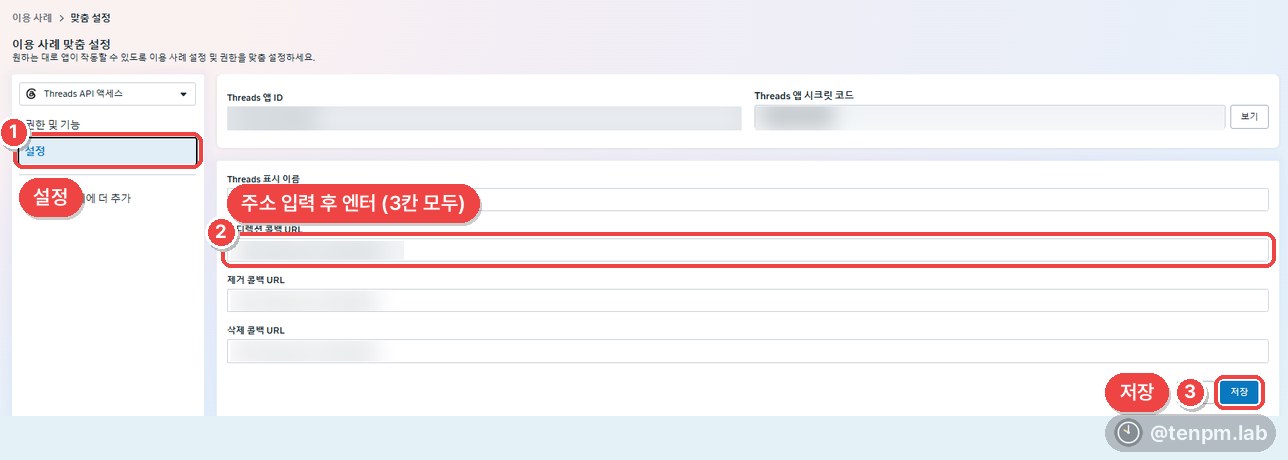 이용 사례 > 맞춤 설정
이용 사례 맞춤 설정
원하는 대로 앱이 작동할 수 있도록 이용 사례 설정 및 권한을 맞춤 설정하세요.
Threads API 액세스
권한 및 기능
1
설정
설정
에 더 추가
Threads 앱 ID
Threads 앱 시크릿 코드
보기
Threads 표시 이름
주소 입력 후 엔터 (3칸 모두)
2
디렉션 콜백 URL
제거 콜백 URL
삭제 콜백 URL
저장
3
저장
@tenpm.lab